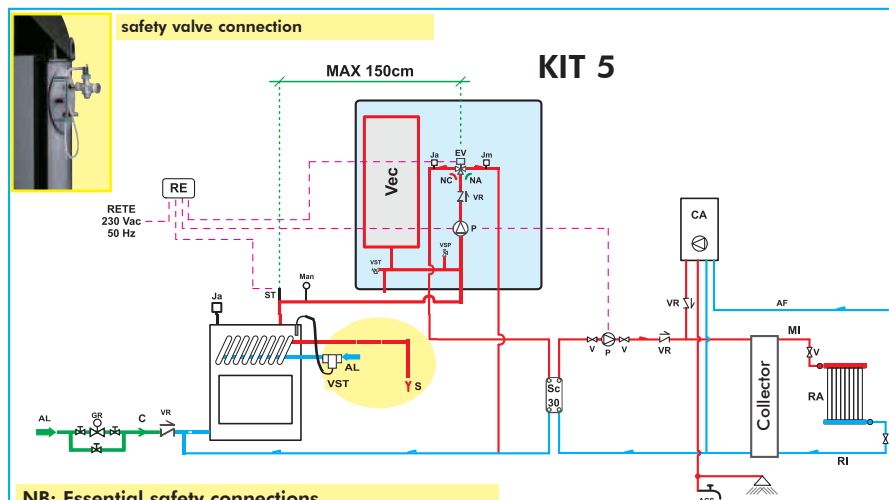 safety valve connection
KIT 5
MAX 150cm
Ja
EV
Jm
Vec
NC
NA
VR
RE
RETE
230 Vac
50 Hz
P
CA
VST
VSP
Man
ST
Ja
VR
AF
MI
V
P
V
VR
V
AL
VST
S
Sc
30
Collector
RA
GR
AL
C
VR
RI
ACS
NB: Essential safety connections